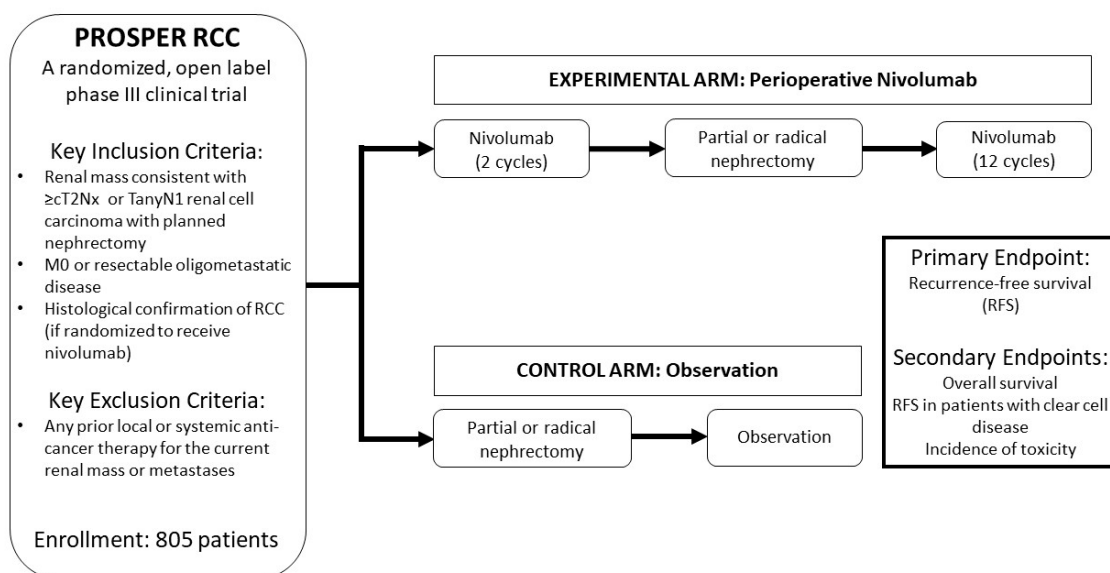 PROSPER RCC
A randomized, open label
phase III clinical trial
Key Inclusion Criteria:
• Renal mass consistent with
≥cT2Nx or TanyN1 renal cell
carcinoma with planned
nephrectomy
• M0 or resectable oligometastatic
disease
• Histological confirmation of RCC
(if randomized to receive
nivolumab)
Key Exclusion Criteria:
• Any prior local or systemic anti-
cancer therapy for the current
renal mass or metastases
Enrollment: 805 patients
EXPERIMENTAL ARM: Perioperative Nivolumab
Nivolumab
(2 cycles)
Partial or radical
nephrectomy
Nivolumab
(12 cycles)
CONTROL ARM: Observation
Partial or radical
nephrectomy
Observation
Primary Endpoint:
Recurrence-free survival
(RFS)
Secondary Endpoints:
Overall survival
RFS in patients with clear cell
disease
Incidence of toxicity